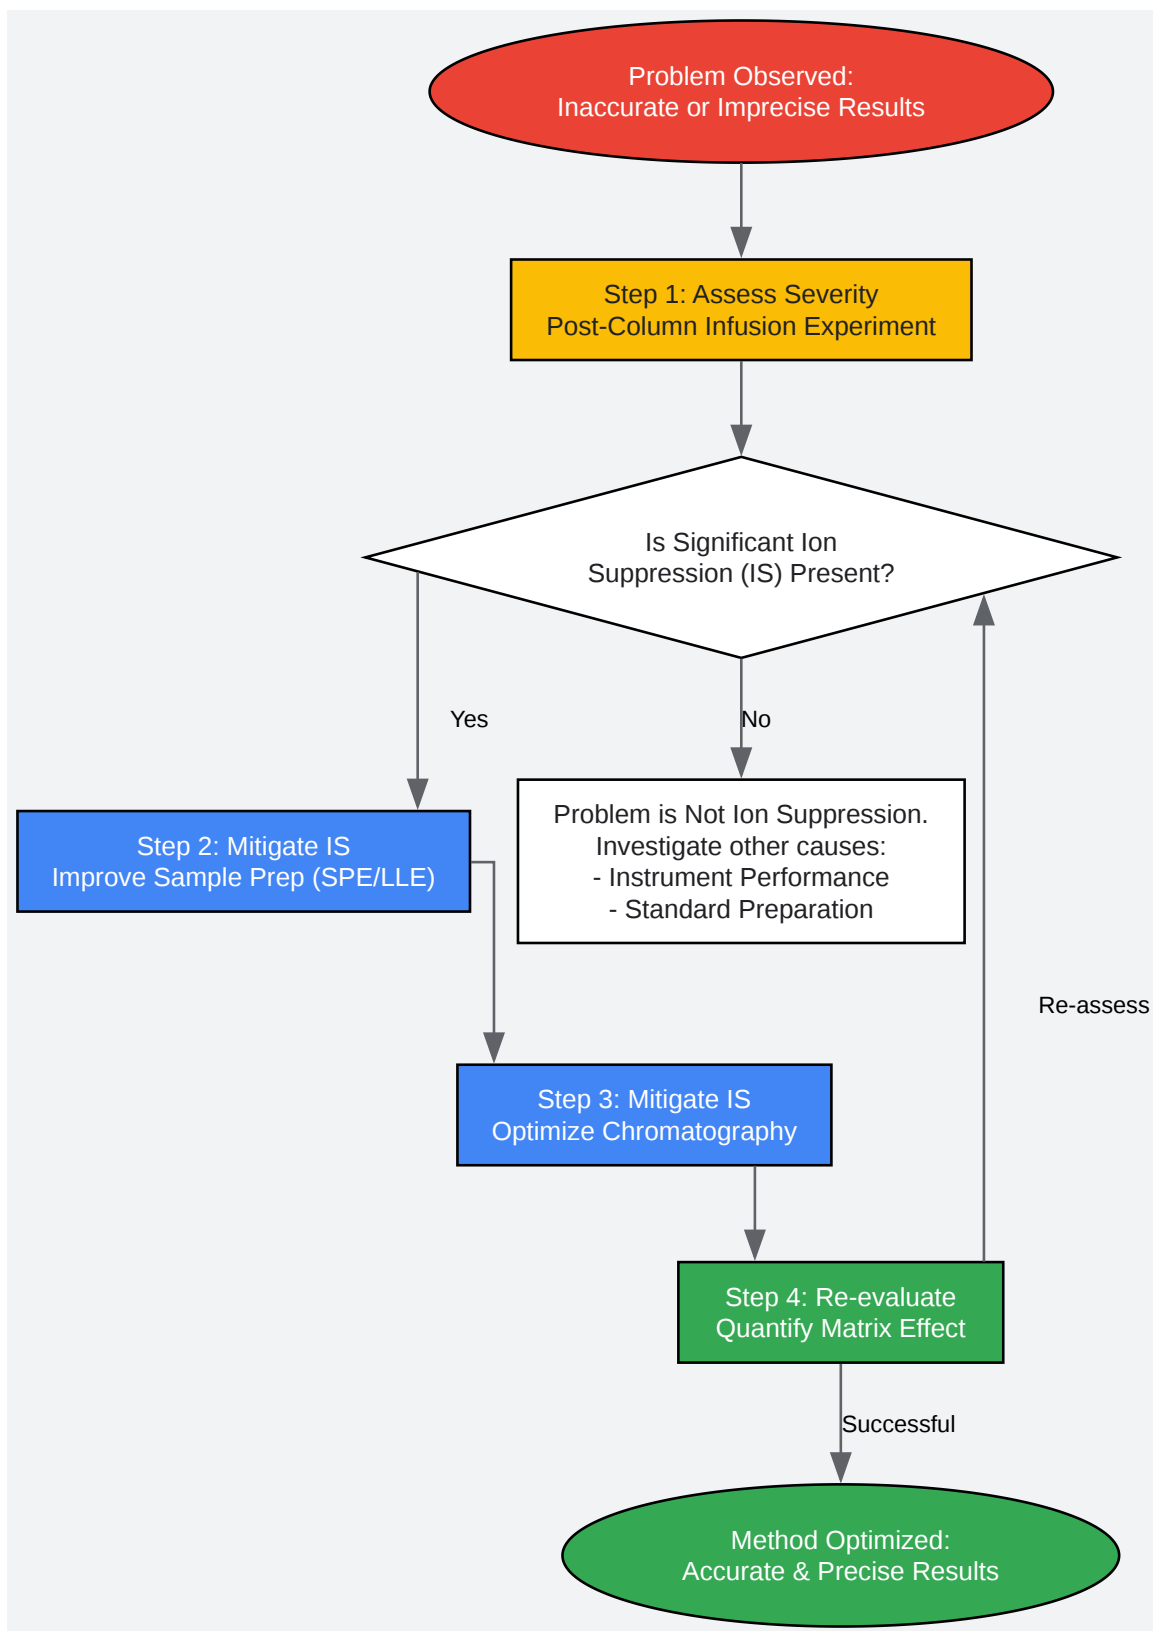 Problem Observed:
Inaccurate or Imprecise Results
Step 1: Assess Severity
Post-Column Infusion Experiment
Is Significant Ion
Suppression (IS) Present?
Yes
No
Step 2: Mitigate IS
Improve Sample Prep (SPE/LLE)
Problem is Not Ion Suppression.
Investigate other causes:
- Instrument Performance
- Standard Preparation
Re-assess
Step 3: Mitigate IS
Optimize Chromatography
Step 4: Re-evaluate
Quantify Matrix Effect
Successful
Method Optimized:
Accurate & Precise Results